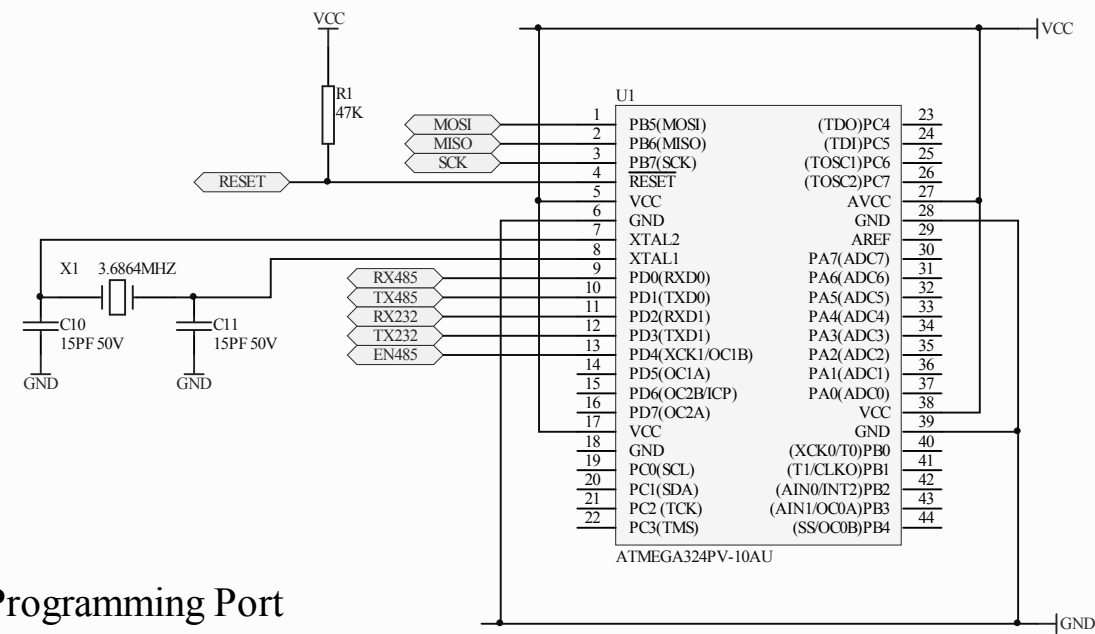 VCC
VCC
R1
47K
U1
MOSI
MISO
SCK
RESET
1 PB5(MOSI)
2 PB6(MISO)
3 PB7(SCK)
4 RESET
5 VCC
6 GND
7 XTAL2
8 XTAL1
9 PD0(RXD0)
10 PD1(TXD0)
11 PD2(RXD1)
12 PD3(TXD1)
13 PD4(XCK1/OC1B)
14 PD5(OC1A)
15 PD6(OC2B/ICP)
16 PD7(OC2A)
17 VCC
18 GND
19 PC0(SCL)
20 PC1(SDA)
21 PC2 (TCK)
22 PC3(TMS)
(TDO)PC4 23
(TDI)PC5 24
(TOSC1)PC6 25
(TOSC2)PC7 26
AVCC 27
GND 28
AREF 29
PA7(ADC7) 30
PA6(ADC6) 31
PA5(ADC5) 32
PA4(ADC4) 33
PA3(ADC3) 34
PA2(ADC2) 35
PA1(ADC1) 36
PA0(ADC0) 37
VCC 38
GND 39
(XCK0/T0)PB0 40
(T1/CLKO)PB1 41
(AIN0/INT2)PB2 42
(AIN1/OC0A)PB3 43
(SS/OC0B)PB4 44
ATMEGA324PV-10AU
X1 3.6864MHZ
C10
15PF 50V
C11
15PF 50V
GND
GND
RX485
TX485
RX232
TX232
EN485
Programming Port
GND